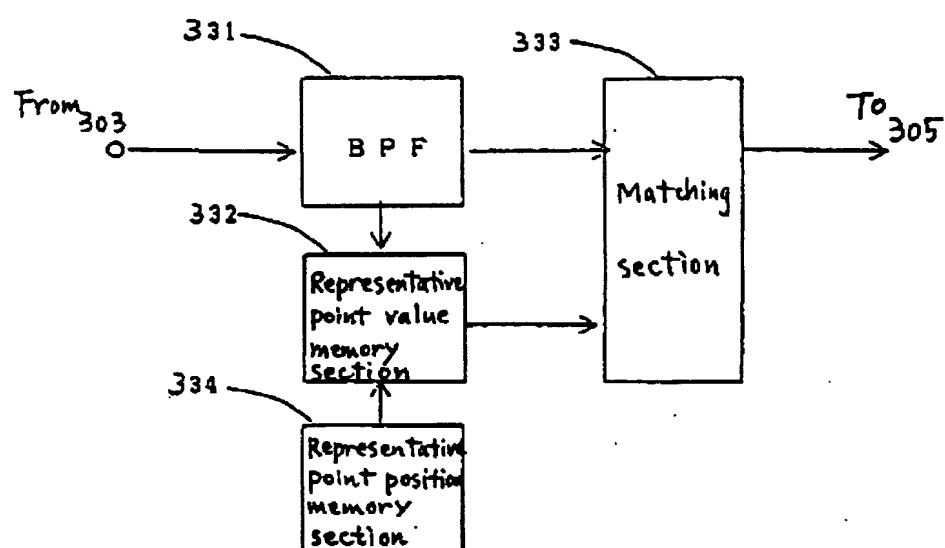 331
333
From 303
To 305
B P F
Matching
section
332
Representative
point value
memory
section
334
Representative
point position
memory
section